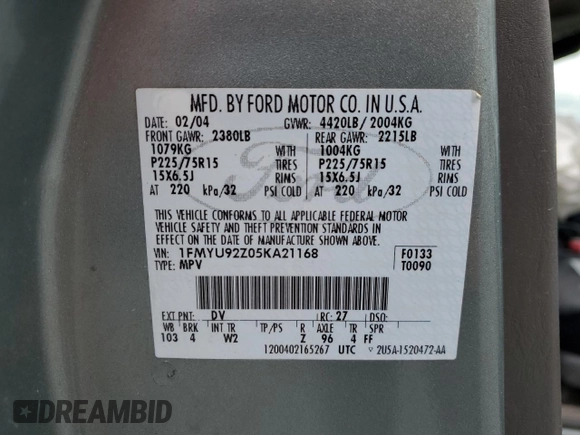 MFD. BY FORD MOTOR CO. IN U.S.A.
DATE: 02/04 GVWR: 4420LB/ 2004KG
FRONT GAWR: 2380LB REAR GAWR: 2215LB
1079KG WITH 1004KG WITH
P225/75R15 TIRES P225/75R15 TIRES
15X6.5J RIMS 15X6.5J RIMS
AT 220 kPa/32 PSI COLD AT 220 kPa/32 PSI COLD
THIS VEHICLE CONFORMS TO ALL APPLICABLE FEDERAL MOTOR
VEHICLE SAFETY AND THEFT PREVENTION STANDARDS IN
EFFECT ON THE DATE OF MANUFACTURE SHOWN ABOVE.
VIN: 1FMYU92Z05KA21168 F0133
TYPE: MPV T0090
EXT PNT: DV RC: 27 DSO:
WB BRK INT TR TP/PS R AXLE TR SPR
103 4 W2 Z 96 4 FF
1200402165267 UTC V 2U5A-1520472-AA
Ford
DREAMBID